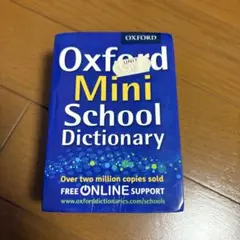 OXFORD
Oxford
Mini
School
Dictionary
Over two million copies sold
FREE ONLINE SUPPORT
www.oxforddictionaries.com/schools